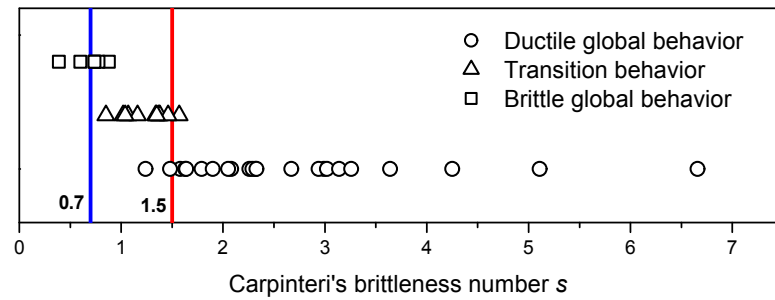 Ductile global behavior
Transition behavior
Brittle global behavior
0.7
1.5
0 1 2 3 4 5 6 7
Carpinteri's brittleness number s